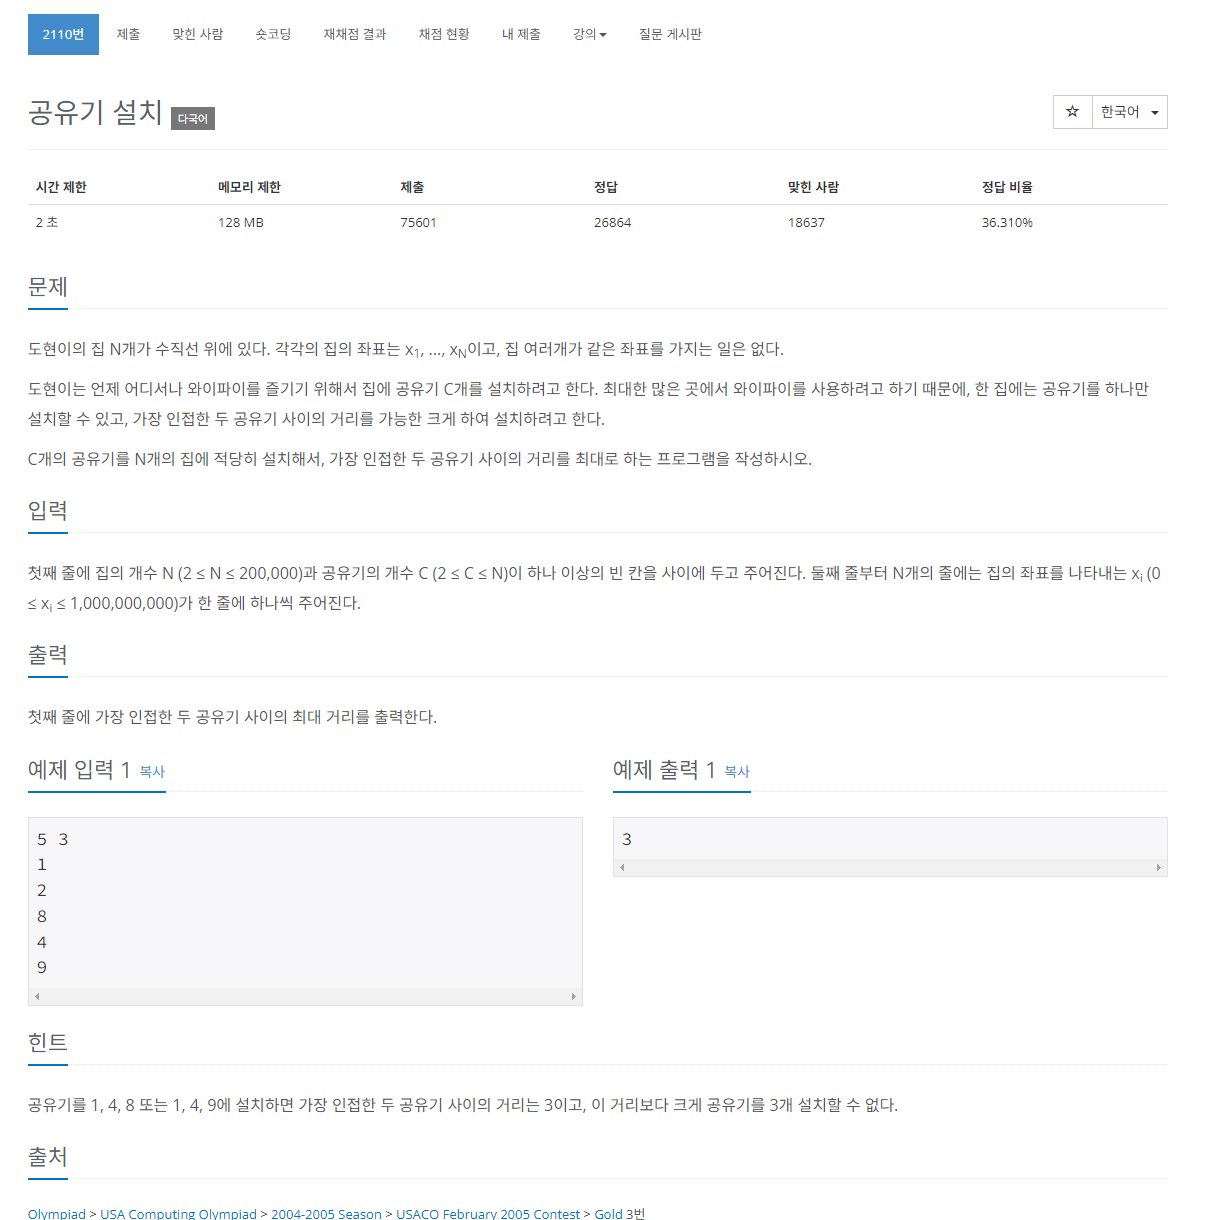 2110번 제출 맞힌 사람 숏코딩 재채점 결과 채점 현황 내 제출 강의 질문 게시판
공유기 설치 다국어
☆ 한국어
시간 제한 메모리 제한 제출 정답 맞힌 사람 정답 비율
2 초 128 MB 75601 26864 18637 36.310%
문제
도현이의 집 N개가 수직선 위에 있다. 각각의 집의 좌표는 x1, ..., xN이고, 집 여러개가 같은 좌표를 가지는 일은 없다.
도현이는 언제 어디서나 와이파이를 즐기기 위해서 집에 공유기 C개를 설치하려고 한다. 최대한 많은 곳에서 와이파이를 사용하려고 하기 때문에, 한 집에는 공유기를 하나만
설치할 수 있고, 가장 인접한 두 공유기 사이의 거리를 가능한 크게 하여 설치하려고 한다.
C개의 공유기를 N개의 집에 적당히 설치해서, 가장 인접한 두 공유기 사이의 거리를 최대로 하는 프로그램을 작성하시오.
입력
첫째 줄에 집의 개수 N (2 ≤ N ≤ 200,000)과 공유기의 개수 C (2 ≤ C ≤ N)이 하나 이상의 빈 칸을 사이에 두고 주어진다. 둘째 줄부터 N개의 줄에는 집의 좌표를 나타내는 xi (0
≤ xi ≤ 1,000,000,000)가 한 줄에 하나씩 주어진다.
출력
첫째 줄에 가장 인접한 두 공유기 사이의 최대 거리를 출력한다.
예제 입력 1 복사
5 3
1
2
8
4
9
예제 출력 1 복사
3
힌트
공유기를 1, 4, 8 또는 1, 4, 9에 설치하면 가장 인접한 두 공유기 사이의 거리는 3이고, 이 거리보다 크게 공유기를 3개 설치할 수 없다.
출처
Olympiad > USA Computing Olympiad > 2004-2005 Season > USACO February 2005 Contest > Gold 3번